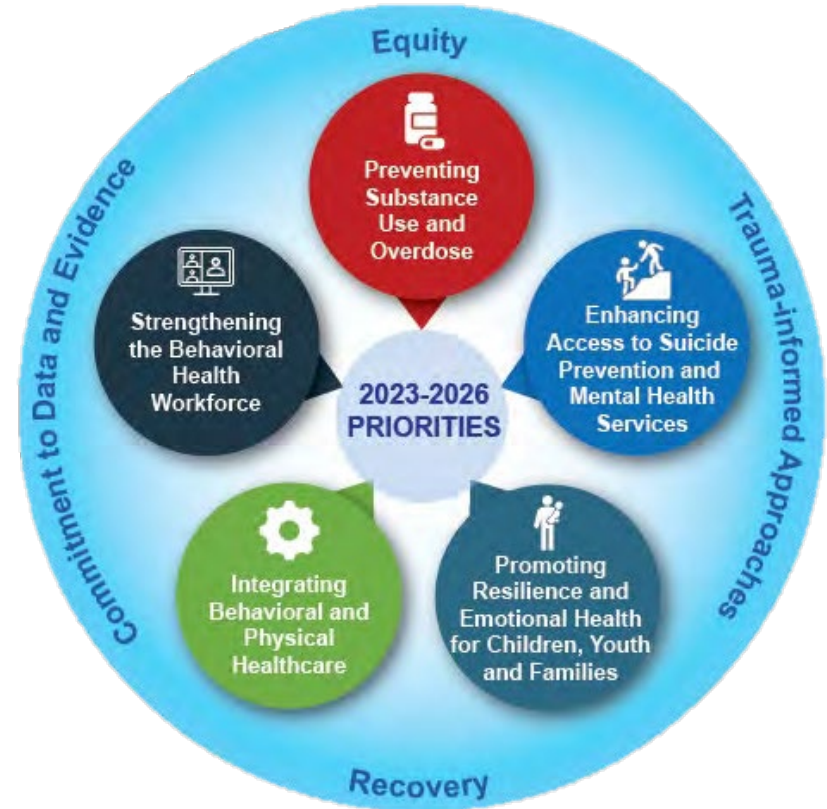 Equity
Preventing
Substance
Use and
Overdose
Trauma-informed Approaches
Enhancing
Access to Suicide
Prevention and
Mental Health
Services
Commitment to Data and Evidence
Strengthening
the Behavioral
Health
Workforce
2023-2026
PRIORITIES
Integrating
Behavioral and
Physical
Healthcare
Promoting
Resilience and
Emotional Health
for Children, Youth
and Families
Recovery